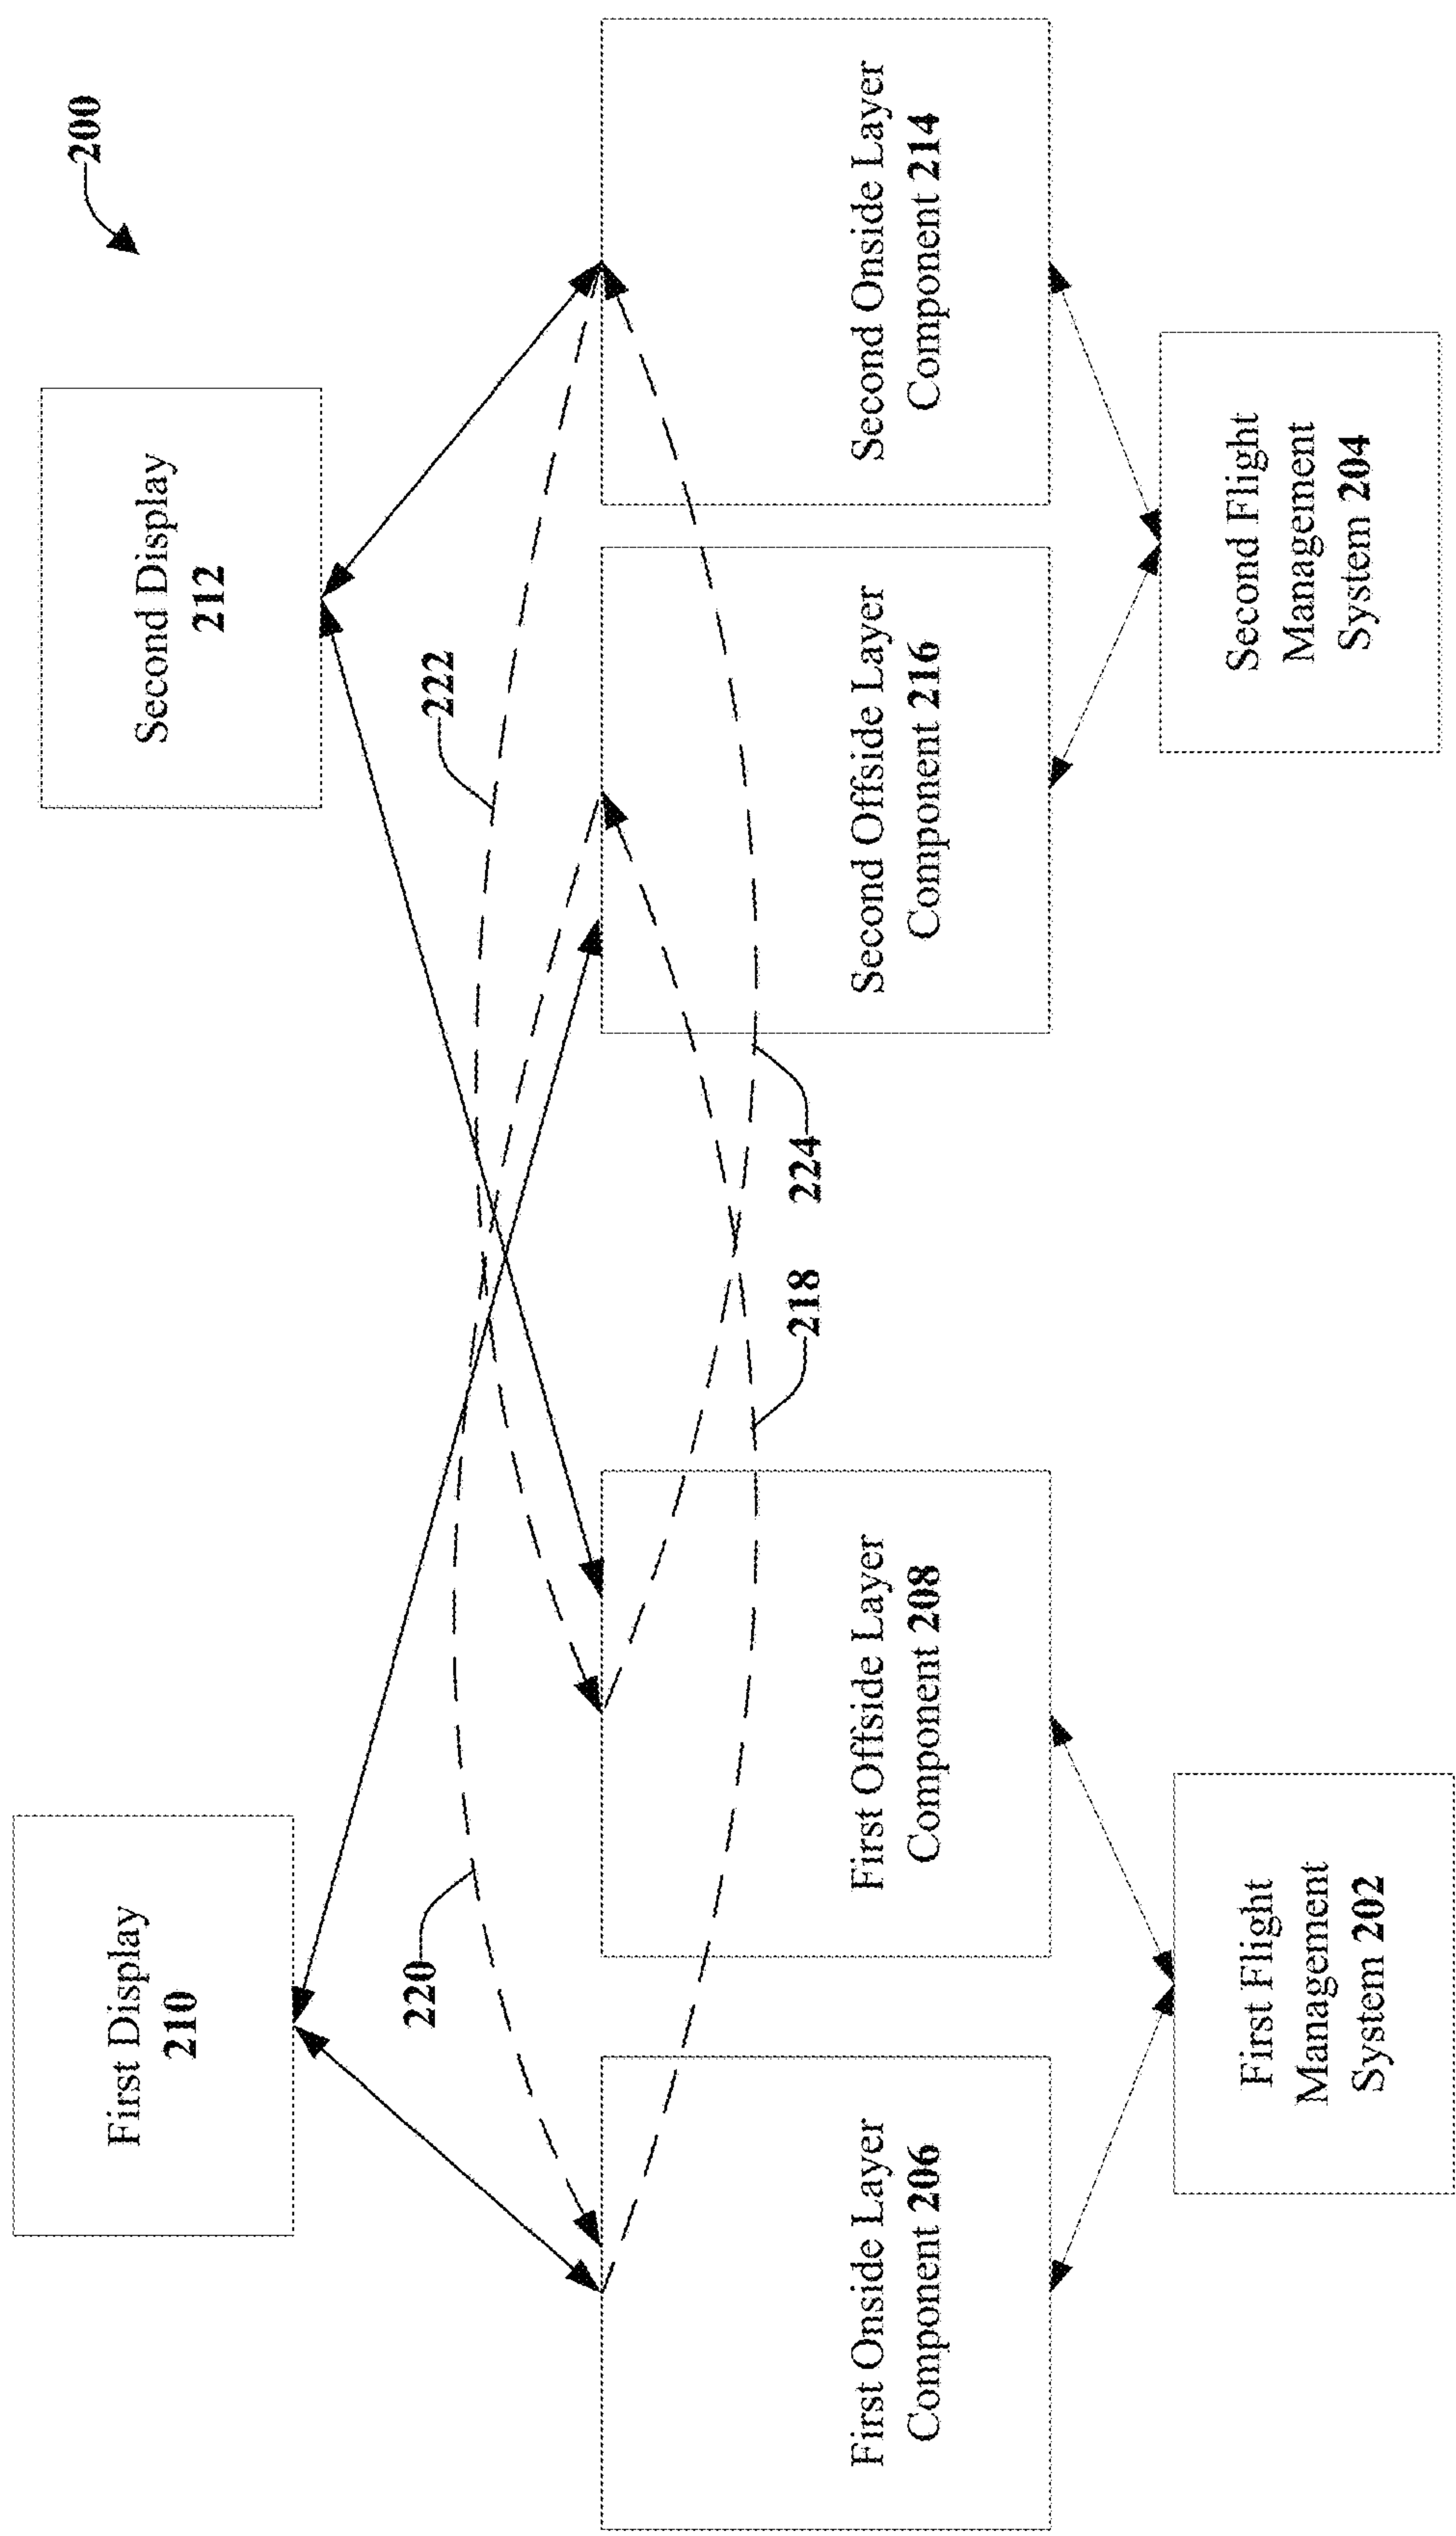 200
First Display
210
Second Display
212
220
222
First Onside Layer
Component 206
First Offside Layer
Component 208
Second Offside Layer
Component 216
Second Onside Layer
Component 214
218
224
First Flight
Management
System 202
Second Flight
Management
System 204